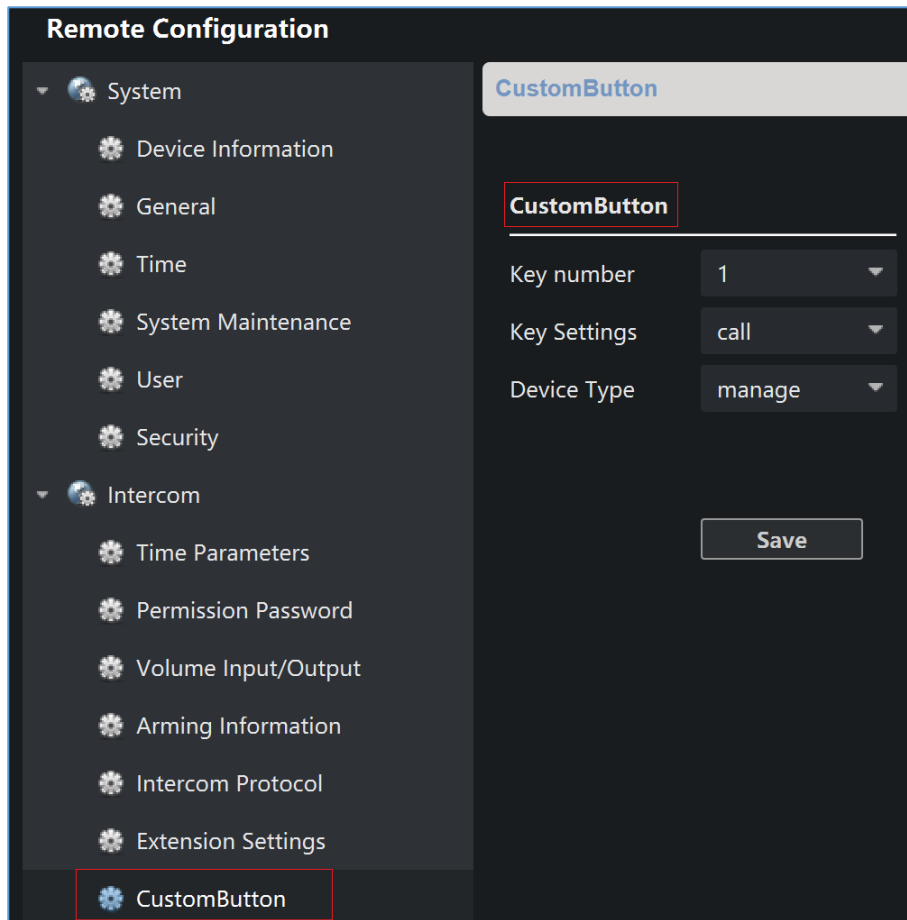 Remote Configuration
System
Device Information
General
Time
System Maintenance
User
Security
Intercom
Time Parameters
Permission Password
Volume Input/Output
Arming Information
Intercom Protocol
Extension Settings
CustomButton
CustomButton
CustomButton
Key number 1
Key Settings call
Device Type manage
Save